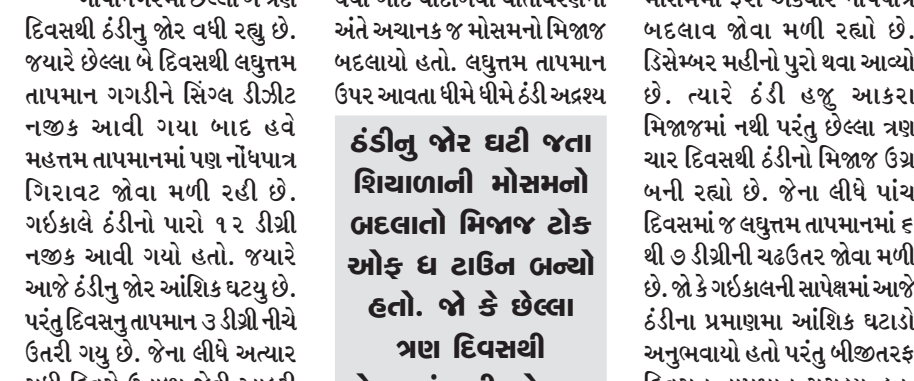 દિવસથી ઠંડીનુ જોર વધી રહ્યુ છે.
જયારે છેલ્લા બે દિવસથી લઘુત્તમ
તાપમાન ગગડીને સિંગ્લ ડીઝીટ
નજીક આવી ગયા બાદ હવે
મહત્તમ તાપમાનમાં પણ નોંધપાત્ર
ગિરાવટ જોવા મળી રહી છે.
ગઇકાલે ઠંડીનો પારો ૧૨ ડીગ્રી
નજીક આવી ગયો હતો. જયારે
આજે ઠંડીનુ જોર આંશિક ઘટયુ છે.
પરંતુ દિવસનુ તાપમાન ૩ ડીગ્રી નીચે
ઉતરી ગયુ છે. જેના લીધે અત્યાર
અંતે અચાનક જ મોસમનો મિજાજ
બદલાયો હતો. લઘુત્તમ તાપમાન
ઉપર આવતા ધીમે ધીમે ઠંડી અદ્રશ્ય
ઠંડીનુ જોર ઘટી જતા
શિયાળાની મોસમનો
બદલાતો મિજાજ ટોક
ઓફ ધ ટાઉન બન્યો
હતો. જો કે છેલ્લા
ત્રણ દિવસથી
બદલાવ જોવા મળી રહ્યો છે.
ડિસેમ્બર મહીનો પુરો થવા આવ્યો
છે. ત્યારે ઠંડી હજુ આકરા
મિજાજમાં નથી પરંતુ છેલ્લા ત્રણ
ચાર દિવસથી ઠંડીનો મિજાજ ઉગ્ર
બની રહ્યો છે. જેના લીધે પાંચ
દિવસમાં જ લઘુત્તમ તાપમાનમાં ૬
થી ૭ ડીગ્રીની ચઢઉતર જોવા મળી
છે. જો કે ગઇકાલની સાપેક્ષમાં આજે
ઠંડીના પ્રમાણમા આંશિક ઘટાડો
અનુભવાયો હતો પરંતુ બીજીતરફ